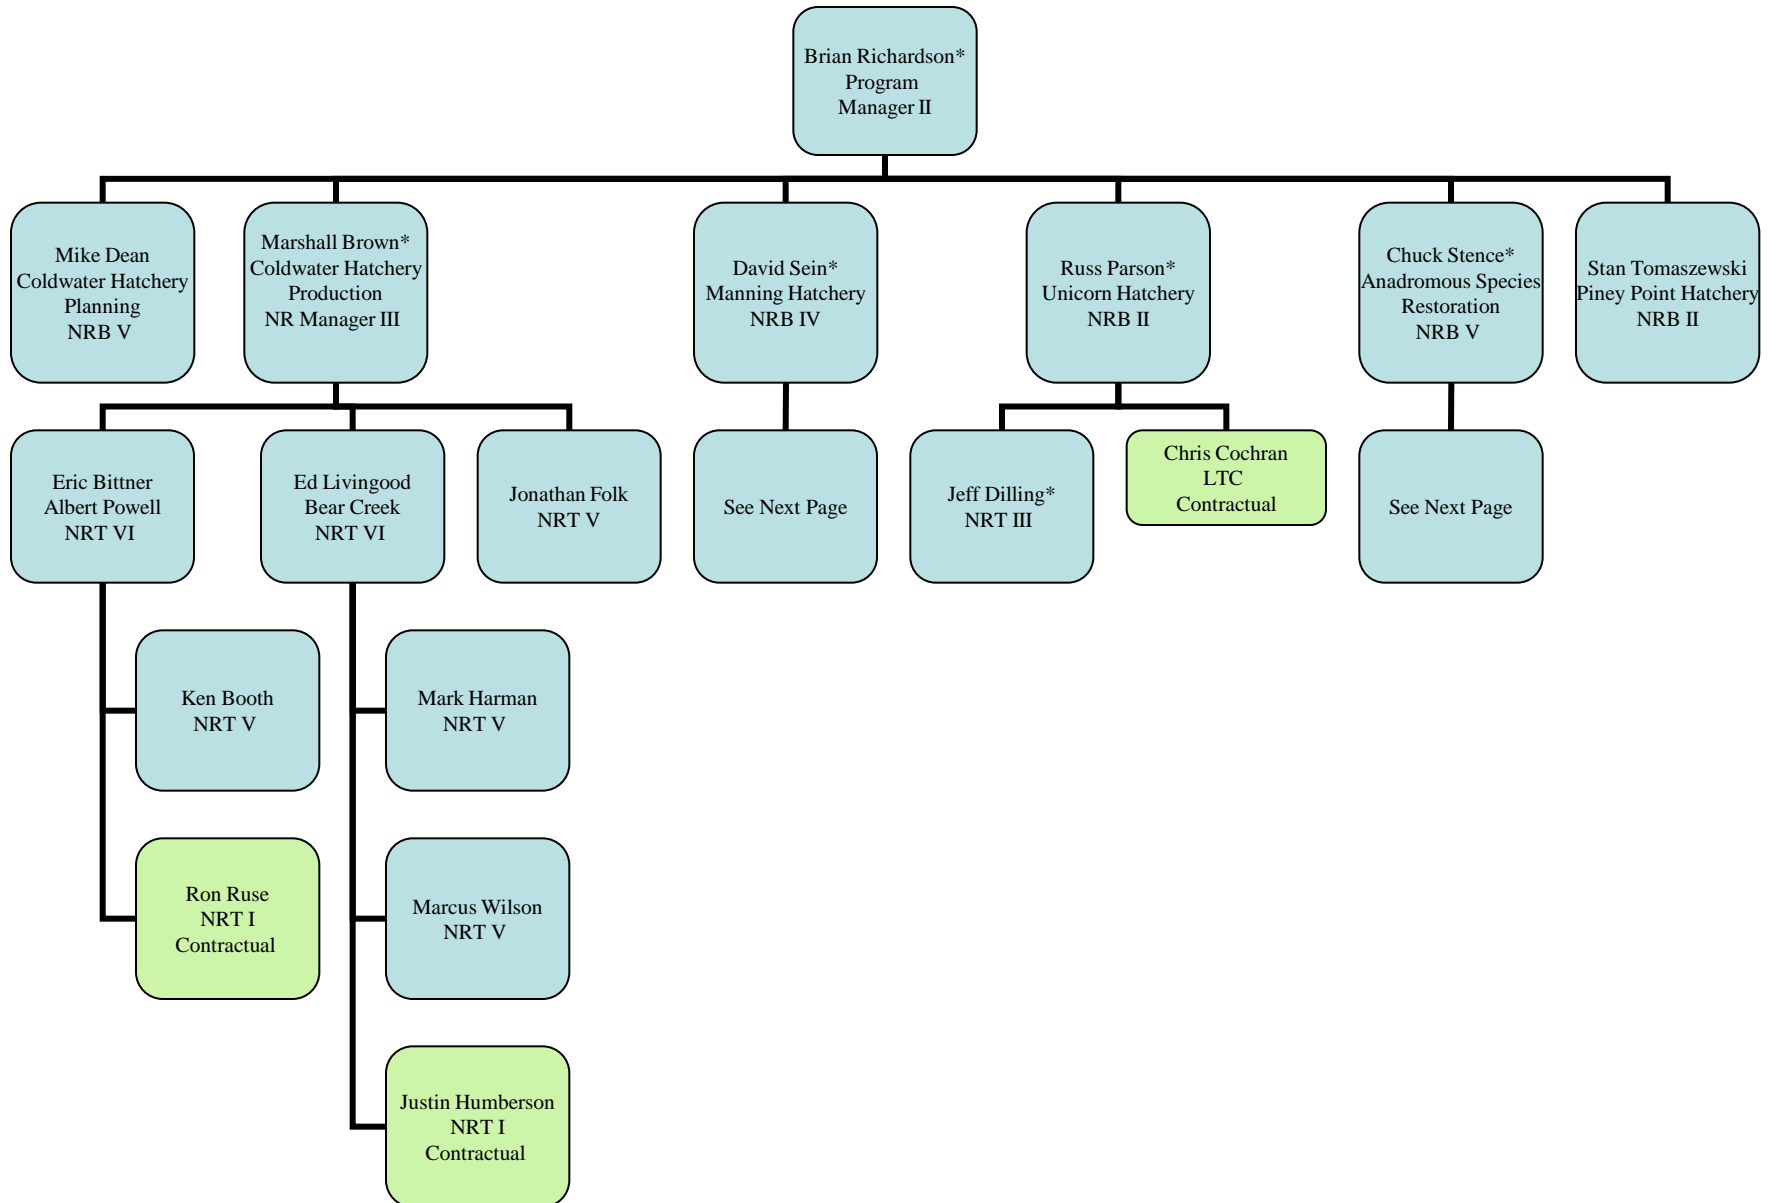 Brian Richardson*
Program
Manager II
Mike Dean
Coldwater Hatchery
Planning
NRB V
Marshall Brown*
Coldwater Hatchery
Production
NR Manager III
David Sein*
Manning Hatchery
NRB IV
Russ Parson*
Unicorn Hatchery
NRB II
Chuck Stence*
Anadromous Species
Restoration
NRB V
Stan Tomaszewski
Piney Point Hatchery
NRB II
Eric Bittner
Albert Powell
NRT VI
Ed Livingood
Bear Creek
NRT VI
Jonathan Folk
NRT V
See Next Page
Jeff Dilling*
NRT III
Chris Cochran
LTC
Contractual
See Next Page
Ken Booth
NRT V
Mark Harman
NRT V
Ron Ruse
NRT I
Contractual
Marcus Wilson
NRT V
Justin Humberson
NRT I
Contractual